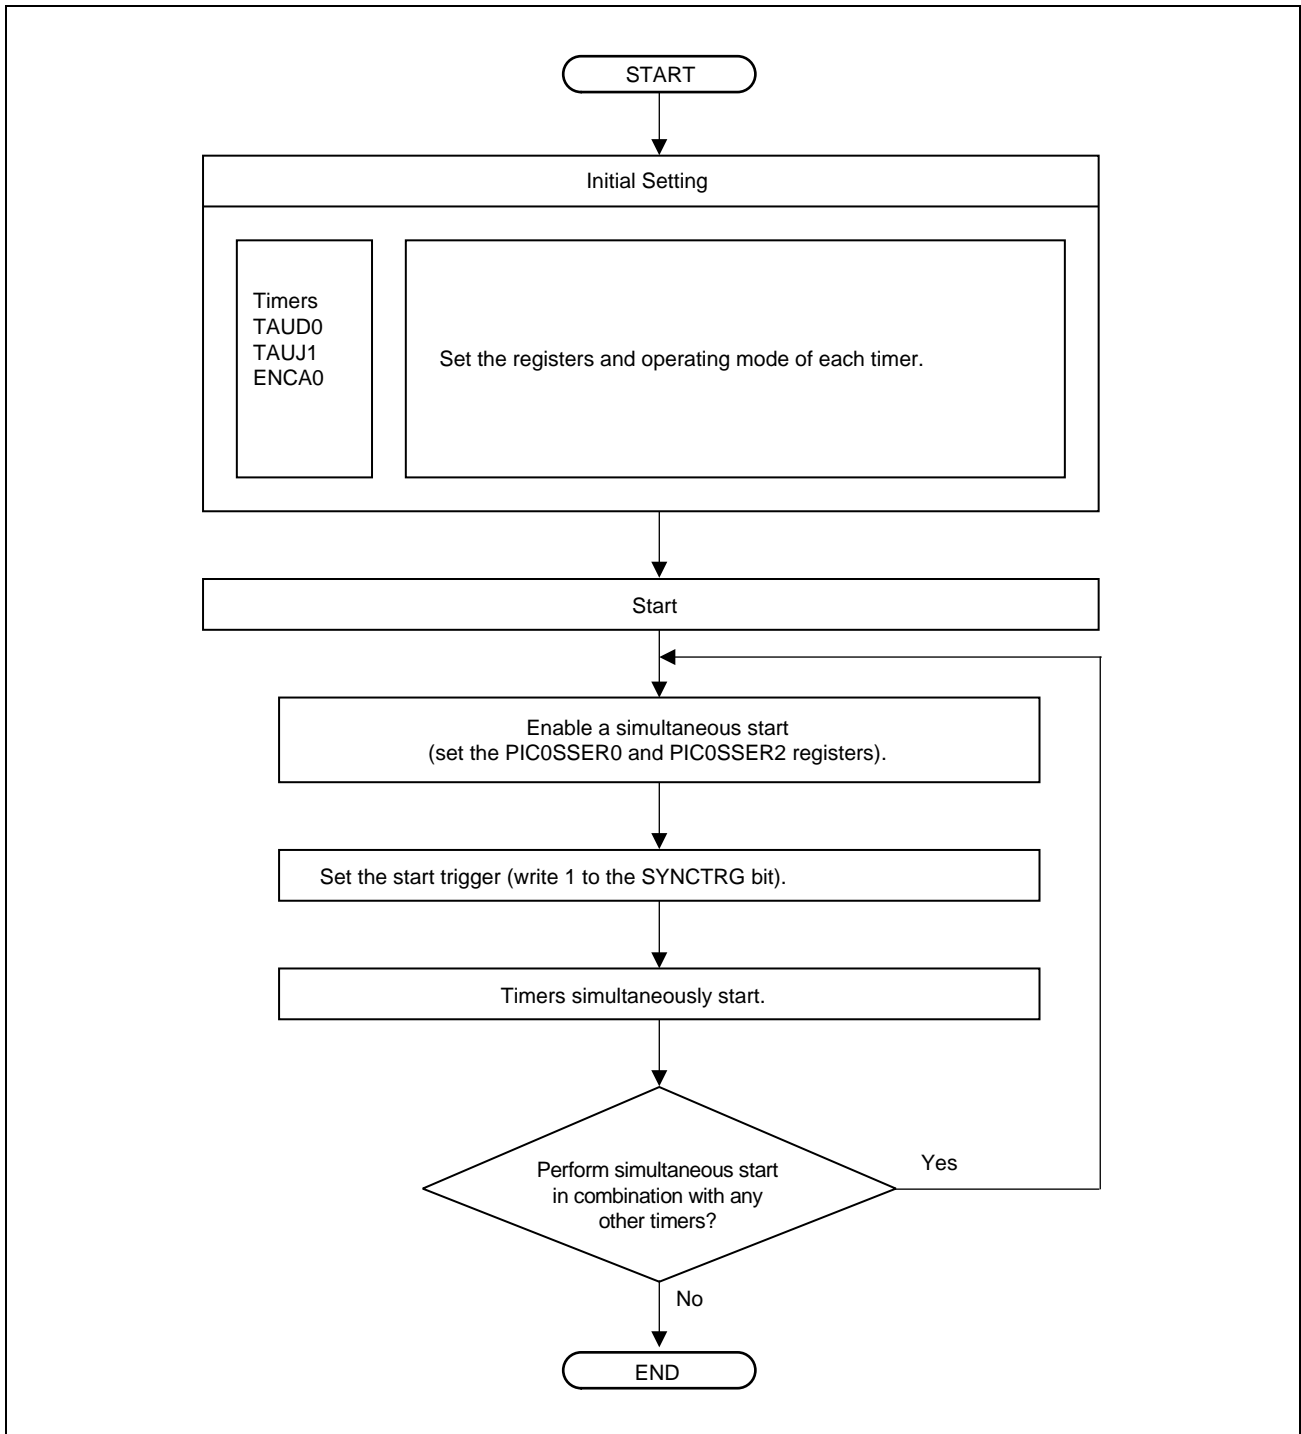 START
Initial Setting
Timers
TAUD0
TAUJ1
ENCA0
Set the registers and operating mode of each timer.
Start
Enable a simultaneous start
(set the PIC0SSER0 and PIC0SSER2 registers).
Set the start trigger (write 1 to the SYNCTRG bit).
Timers simultaneously start.
Perform simultaneous start
in combination with any
other timers?
Yes
No
END